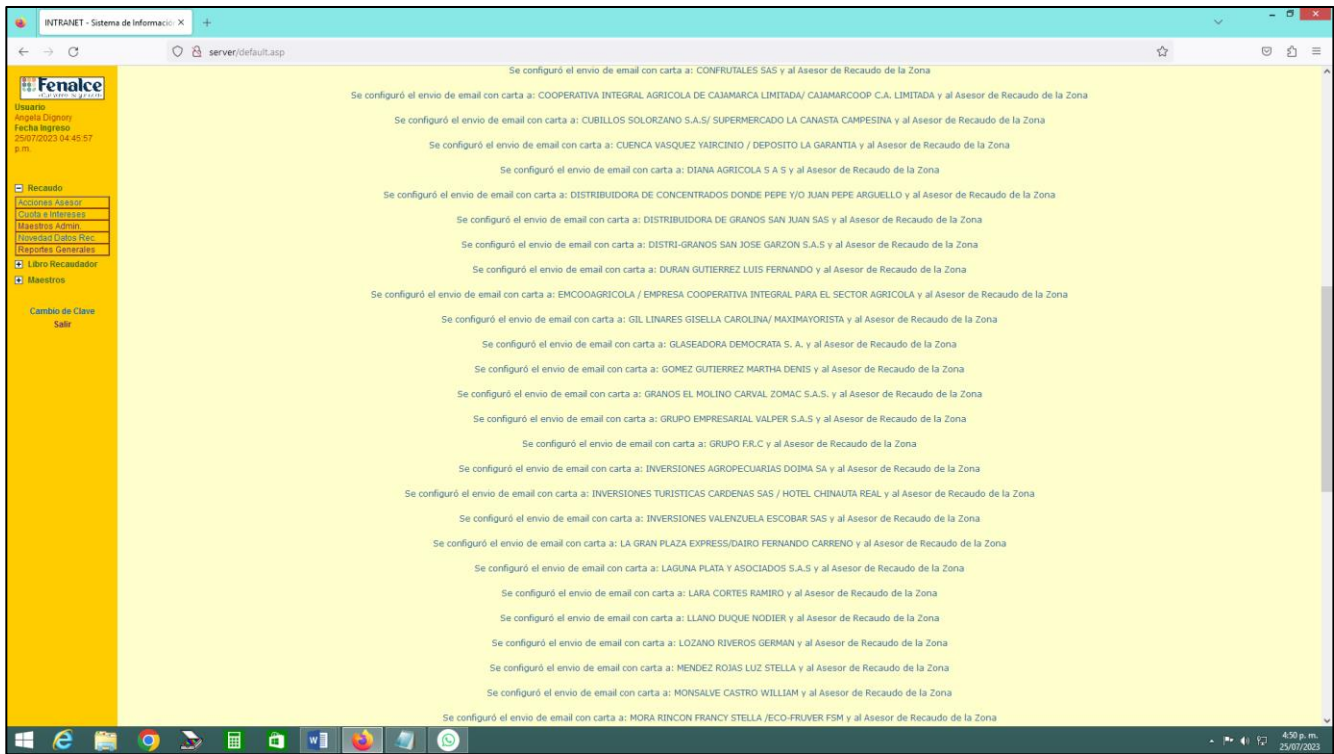 INTRANET - Sistema de Informació
server/default.asp
Fenalce
Usuario
Angela Dignory
Fecha Ingreso
25/07/2023 04:45:57
p.m.
Recaudo
Acciones Asesor
Cuota e Intereses
Maestros Admin.
Novedad Datos Rec.
Reportes Generales
Libro Recaudador
Maestros
Cambio de Clave
Salir
Se configuró el envio de email con carta a: CONFRUTALES SAS y al Asesor de Recaudo de la Zona
Se configuró el envio de email con carta a: COOPERATIVA INTEGRAL AGRICOLA DE CAJAMARCA LIMITADA/ CAJAMARCOOP C.A. LIMITADA y al Asesor de Recaudo de la Zona
Se configuró el envio de email con carta a: CUBILLOS SOLORZANO S.A.S/ SUPERMERCADO LA CANASTA CAMPESINA y al Asesor de Recaudo de la Zona
Se configuró el envio de email con carta a: CUENCA VASQUEZ YAIRCINIO / DEPOSITO LA GARANTIA y al Asesor de Recaudo de la Zona
Se configuró el envio de email con carta a: DIANA AGRICOLA S A S y al Asesor de Recaudo de la Zona
Se configuró el envio de email con carta a: DISTRIBUIDORA DE CONCENTRADOS DONDE PEPE Y/O JUAN PEPE ARGUELLO y al Asesor de Recaudo de la Zona
Se configuró el envio de email con carta a: DISTRIBUIDORA DE GRANOS SAN JUAN SAS y al Asesor de Recaudo de la Zona
Se configuró el envio de email con carta a: DISTRI-GRANOS SAN JOSE GARZON S.A.S y al Asesor de Recaudo de la Zona
Se configuró el envio de email con carta a: DURAN GUTIERREZ LUIS FERNANDO y al Asesor de Recaudo de la Zona
Se configuró el envio de email con carta a: EMCOOAGRICOLA / EMPRESA COOPERATIVA INTEGRAL PARA EL SECTOR AGRICOLA y al Asesor de Recaudo de la Zona
Se configuró el envio de email con carta a: GIL LINARES GISELLA CAROLINA/ MAXIMAYORISTA y al Asesor de Recaudo de la Zona
Se configuró el envio de email con carta a: GLASEADORA DEMOCRATA S. A. y al Asesor de Recaudo de la Zona
Se configuró el envio de email con carta a: GOMEZ GUTIERREZ MARTHA DENIS y al Asesor de Recaudo de la Zona
Se configuró el envio de email con carta a: GRANOS EL MOLINO CARVAL ZOMAC S.A.S. y al Asesor de Recaudo de la Zona
Se configuró el envio de email con carta a: GRUPO EMPRESARIAL VALPER S.A.S y al Asesor de Recaudo de la Zona
Se configuró el envio de email con carta a: GRUPO F.R.C y al Asesor de Recaudo de la Zona
Se configuró el envio de email con carta a: INVERSIONES AGROPECUARIAS DOIMA SA y al Asesor de Recaudo de la Zona
Se configuró el envio de email con carta a: INVERSIONES TURISTICAS CARDENAS SAS / HOTEL CHINAUTA REAL y al Asesor de Recaudo de la Zona
Se configuró el envio de email con carta a: INVERSIONES VALENZUELA ESCOBAR SAS y al Asesor de Recaudo de la Zona
Se configuró el envio de email con carta a: LA GRAN PLAZA EXPRESS/DAIRO FERNANDO CARRENO y al Asesor de Recaudo de la Zona
Se configuró el envio de email con carta a: LAGUNA PLATA Y ASOCIADOS S.A.S y al Asesor de Recaudo de la Zona
Se configuró el envio de email con carta a: LARA CORTES RAMIRO y al Asesor de Recaudo de la Zona
Se configuró el envio de email con carta a: LLANO DUQUE NODIER y al Asesor de Recaudo de la Zona
Se configuró el envio de email con carta a: LOZANO RIVEROS GERMAN y al Asesor de Recaudo de la Zona
Se configuró el envio de email con carta a: MENDEZ ROJAS LUZ STELLA y al Asesor de Recaudo de la Zona
Se configuró el envio de email con carta a: MONSALVE CASTRO WILLIAM y al Asesor de Recaudo de la Zona
Se configuró el envio de email con carta a: MORA RINCON FRANCY STELLA /ECO-FRUVER FSM y al Asesor de Recaudo de la Zona
4:50 p. m.
25/07/2023